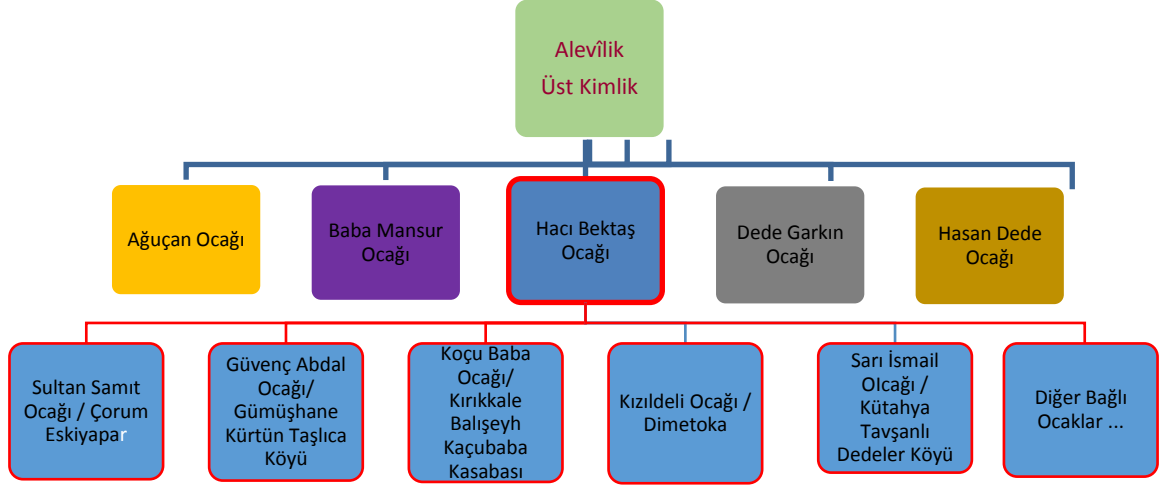 Alevîlik
Üst Kimlik
Ağuçan Ocağı
Baba Mansur
Ocağı
Hacı Bektaş
Ocağı
Dede Garkın
Ocağı
Hasan Dede
Ocağı
Sultan Samıt
Ocağı / Çorum
Eskiyapar
Güvenç Abdal
Ocağı/
Gümüşhane
Kürtün Taşlıca
Köyü
Koçu Baba
Ocağı/
Kırıkkale
Balışeyh
Kaçubaba
Kasabası
Kızıldeli Ocağı /
Dimetoka
Sarı İsmail
Olcağı /
Kütahya
Tavşanlı
Dedeler Köyü
Diğer Bağlı
Ocaklar ...